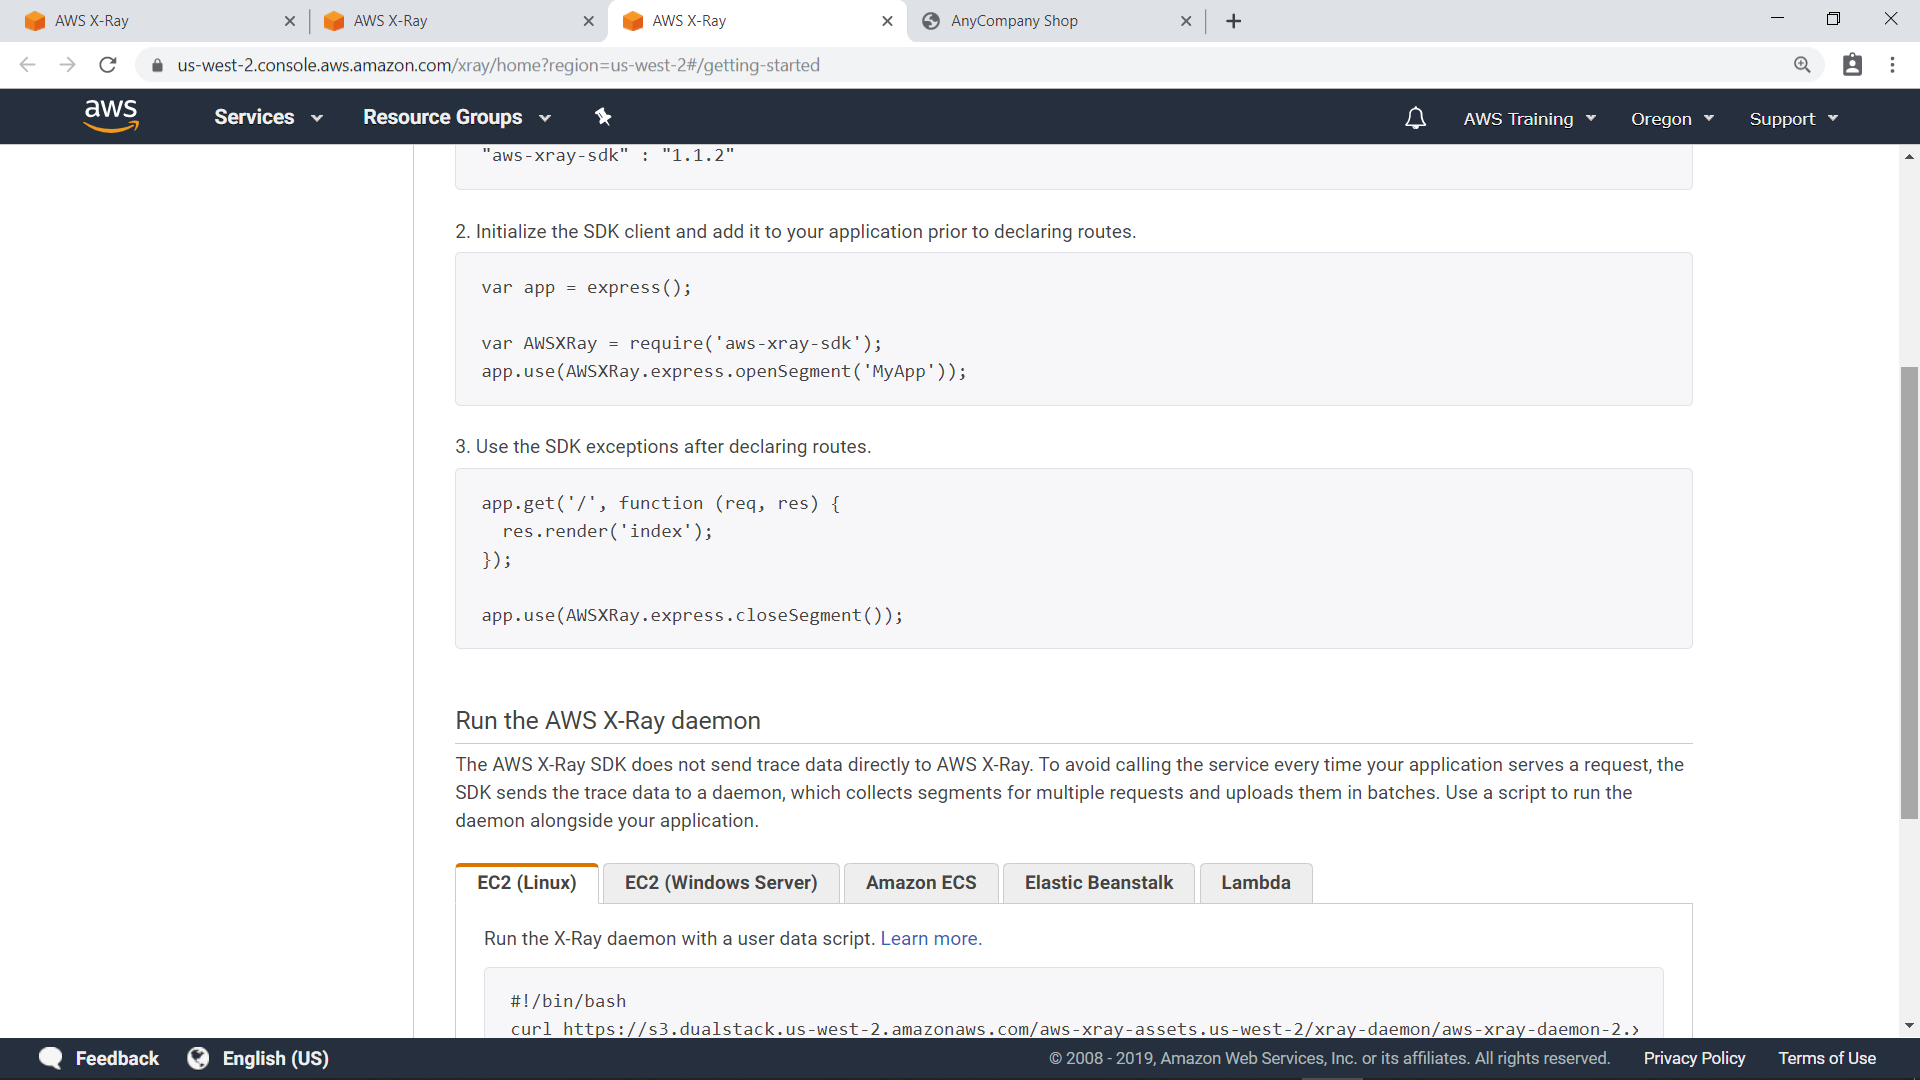 AWS X-Ray
AWS X-Ray
AWS X-Ray
AnyCompany Shop
us-west-2.console.aws.amazon.com/xray/home?region=us-west-2#/getting-started
aws
Services
Resource Groups
AWS Training
Oregon
Support
"aws-xray-sdk" : "1.1.2"
2. Initialize the SDK client and add it to your application prior to declaring routes.
var app = express();
var AWSXRay = require('aws-xray-sdk');
app.use(AWSXRay.express.openSegment('MyApp'));
3. Use the SDK exceptions after declaring routes.
app.get('/', function (req, res) {
  res.render('index');
});
app.use(AWSXRay.express.closeSegment());
Run the AWS X-Ray daemon
The AWS X-Ray SDK does not send trace data directly to AWS X-Ray. To avoid calling the service every time your application serves a request, the
SDK sends the trace data to a daemon, which collects segments for multiple requests and uploads them in batches. Use a script to run the
daemon alongside your application.
EC2 (Linux)
EC2 (Windows Server)
Amazon ECS
Elastic Beanstalk
Lambda
Run the X-Ray daemon with a user data script. Learn more.
#!/bin/bash
curl https://s3.dualstack.us-west-2.amazonaws.com/aws-xray-assets.us-west-2/xray-daemon/aws-xray-daemon-2.
Feedback
English (US)
© 2008 - 2019, Amazon Web Services, Inc. or its affiliates. All rights reserved.
Privacy Policy
Terms of Use